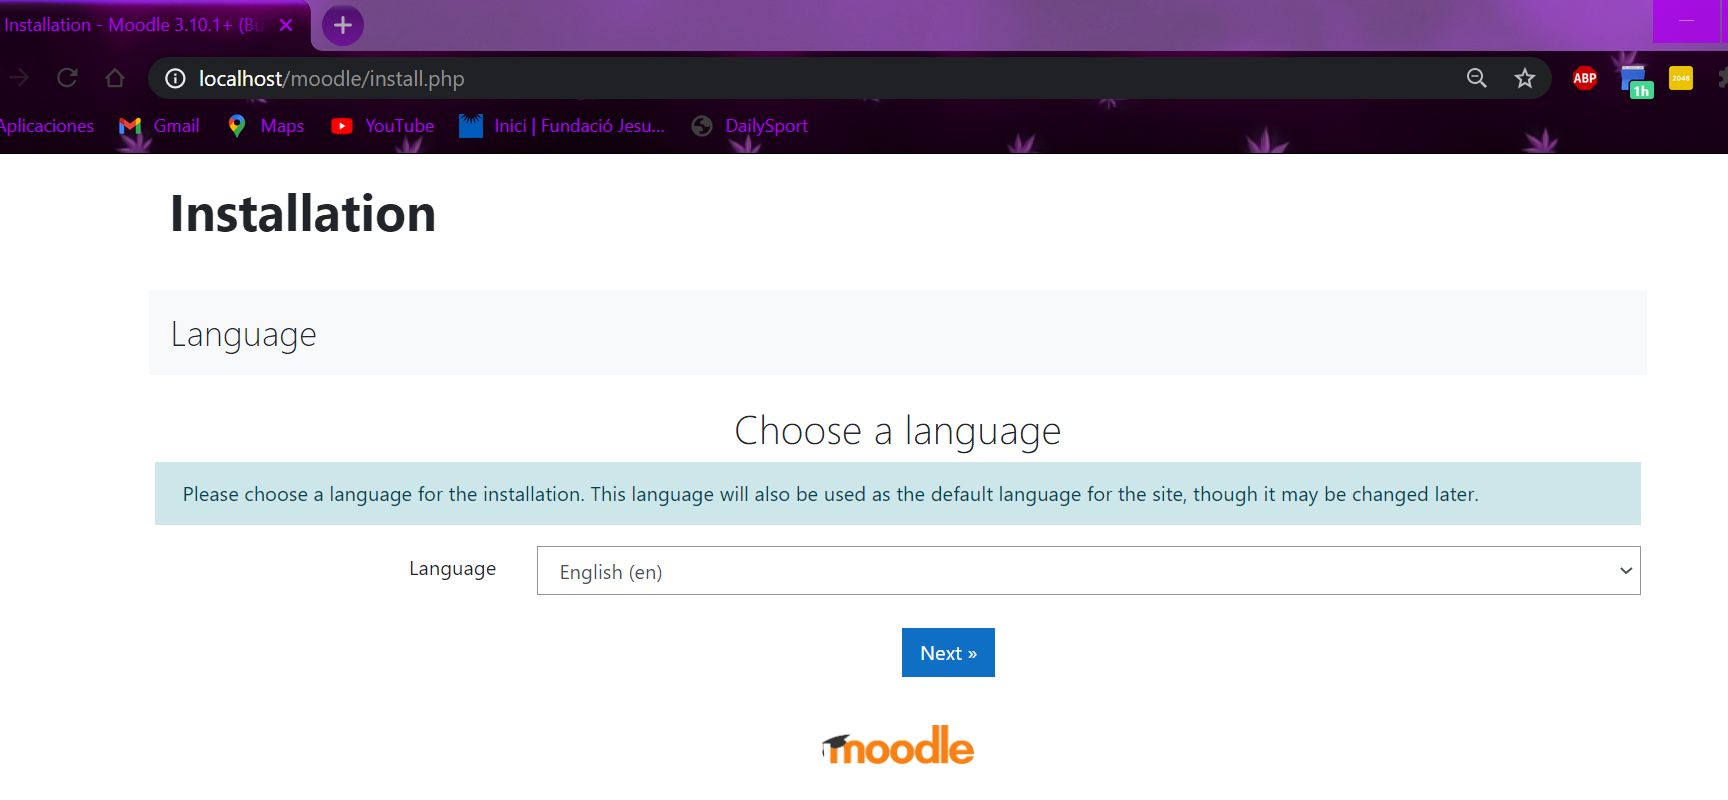 Installation - Moodle 3.10.1+ (Bu
localhost/moodle/install.php
ABP
1h
2048
Aplicaciones Gmail Maps YouTube Inici | Fundació Jesu... DailySport
Installation
Language
Choose a language
Please choose a language for the installation. This language will also be used as the default language for the site, though it may be changed later.
Language English (en)
Next »
moodle